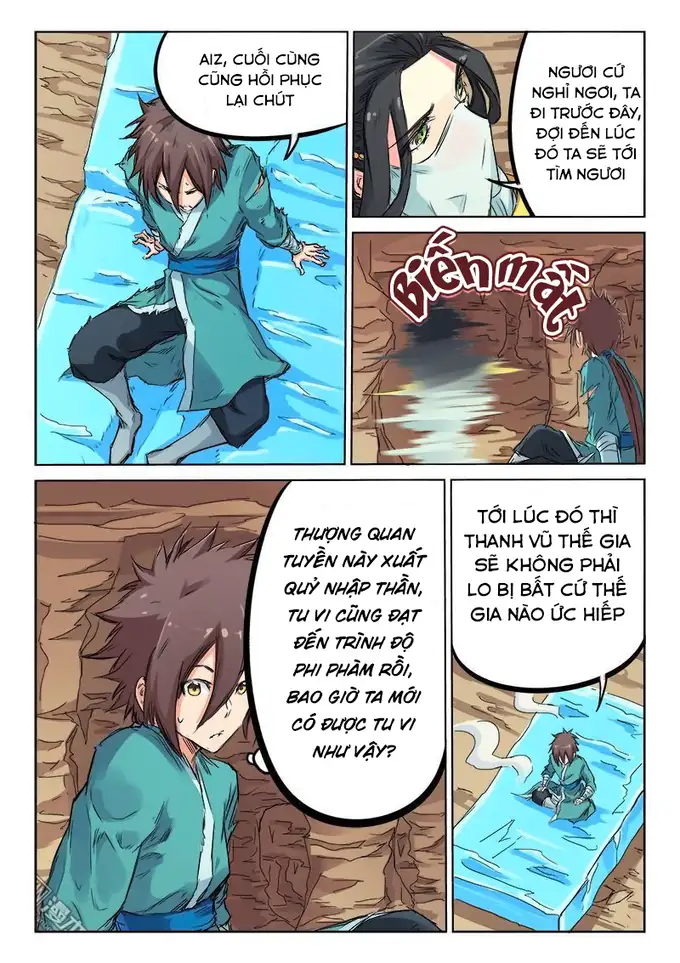 AIZ, CUỐI CÙNG
CŨNG HỒI PHỤC
LẠI CHÚT
NGƯƠI CỨ
NGHỈ NGƠI, TA
ĐI TRƯỚC ĐÂY,
ĐỢI ĐẾN LÚC
ĐÓ TA SẼ TỚI
TÌM NGƯƠI
BIẾN MẤT
THƯỢNG QUAN
TUYỀN NÀY XUẤT
QUỶ NHẬP THẦN,
TU VI CŨNG ĐẠT
ĐẾN TRÌNH ĐỘ
PHI PHÀM RỒI,
BAO GIỜ TA MỚI
CÓ ĐƯỢC TU VI
NHƯ VẬY?
TỚI LÚC ĐÓ THÌ
THANH VŨ THẾ GIA
SẼ KHÔNG PHẢI
LO BỊ BẤT CỨ THẾ
GIA NÀO ỨC HIẾP